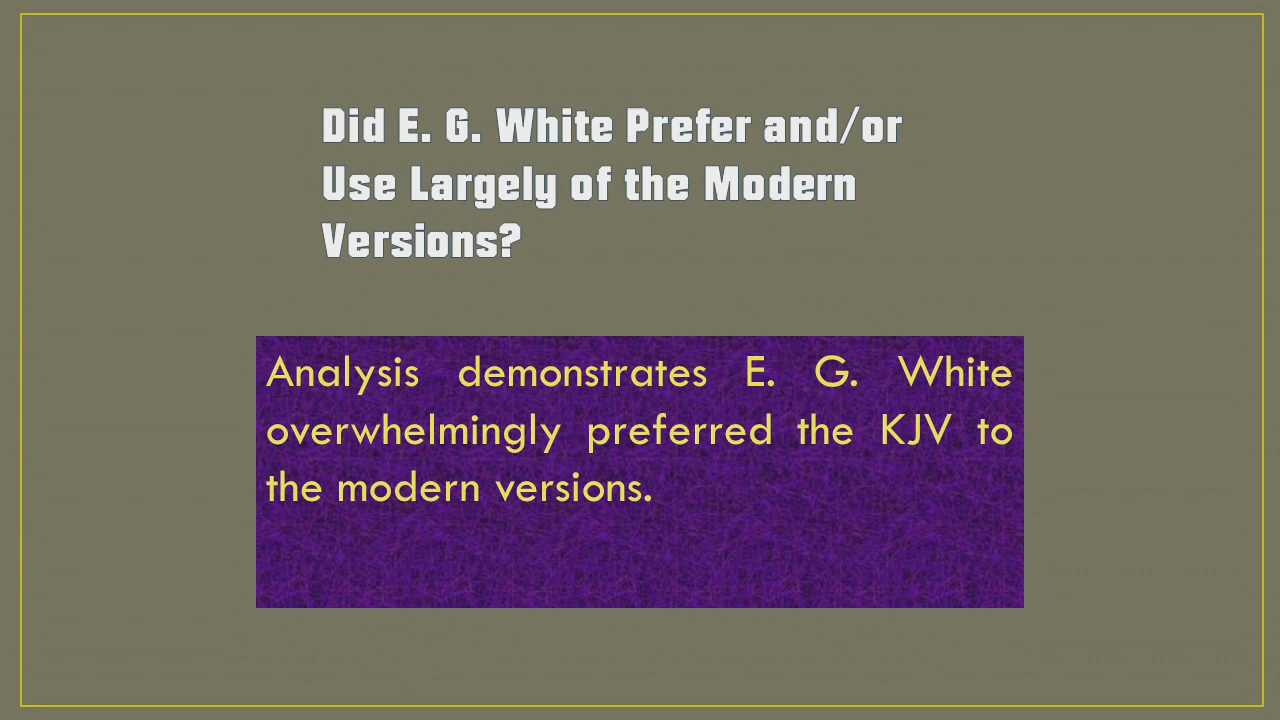 Did E. G. White Prefer and/or
Use Largely of the Modern
Versions?
Analysis demonstrates E. G. White
overwhelmingly preferred the KJV to
the modern versions.